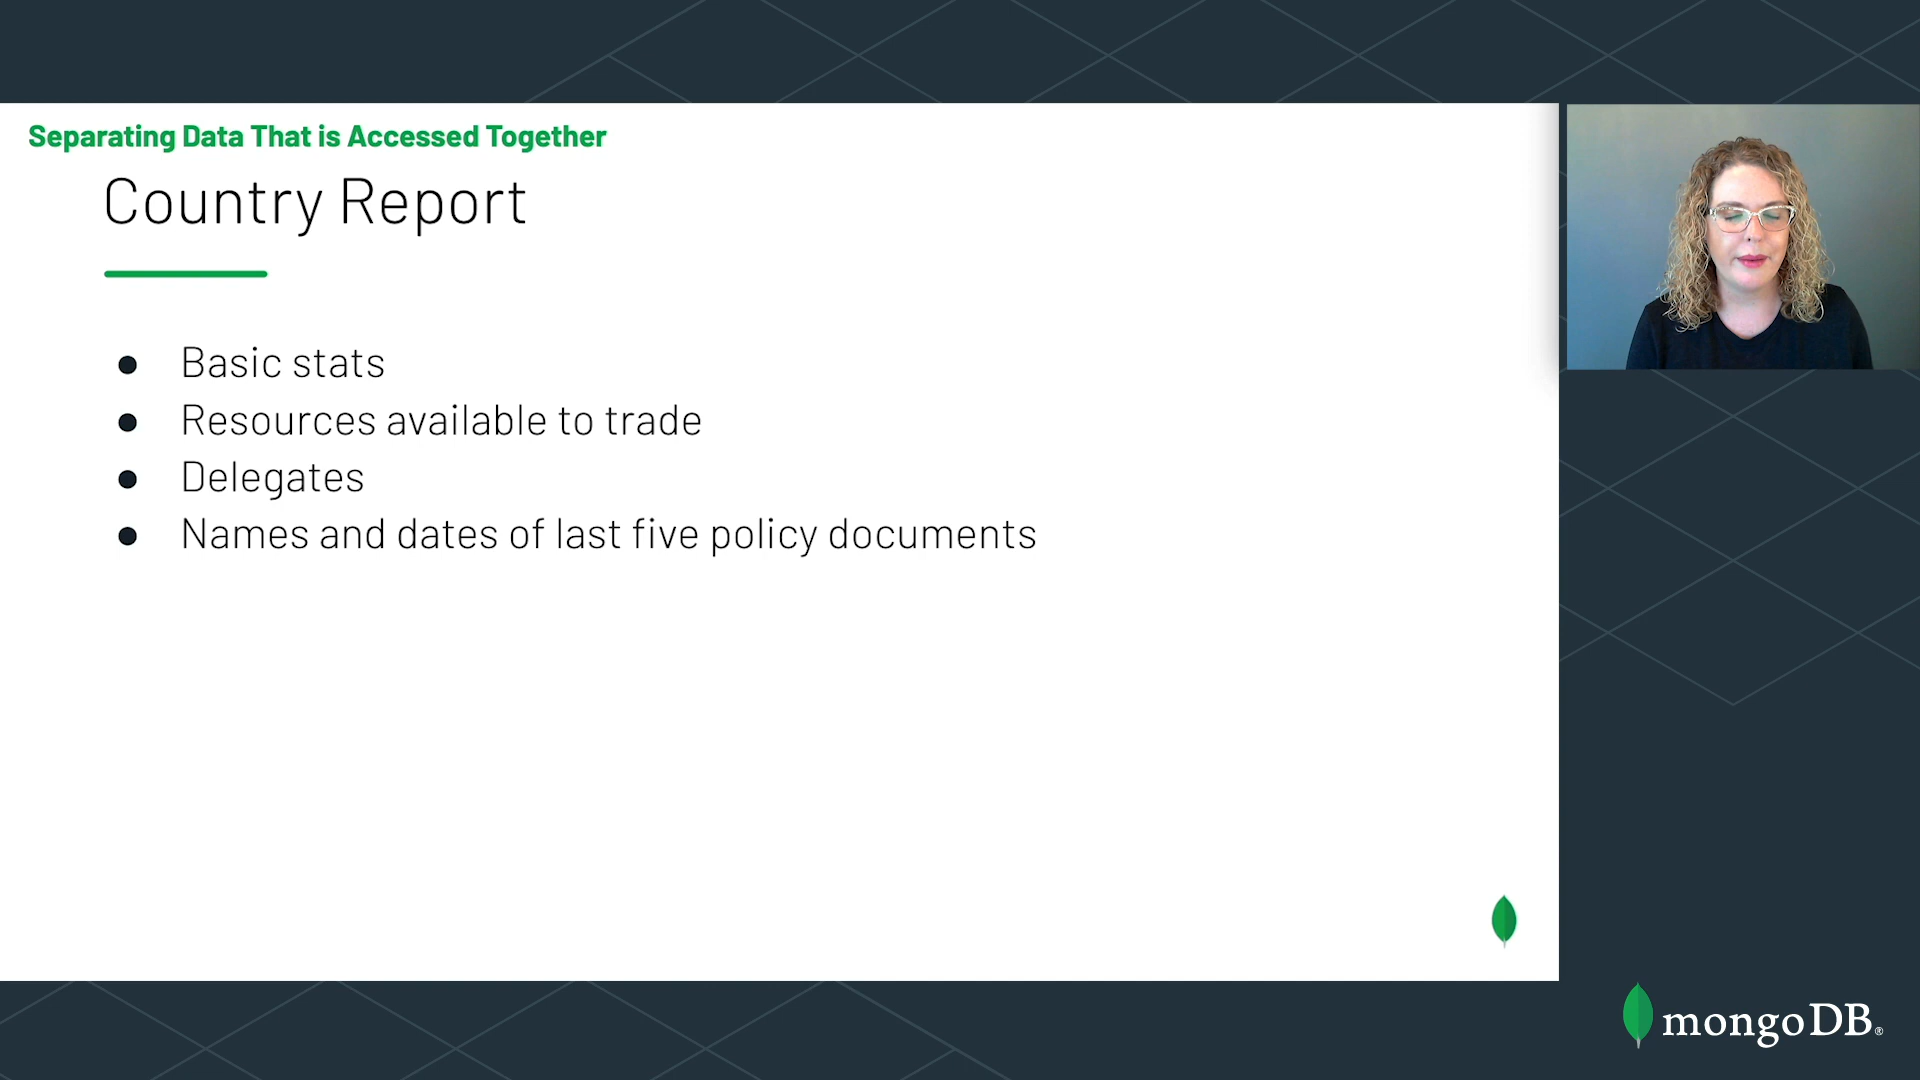 Separating Data That is Accessed Together
Country Report
● Basic stats
● Resources available to trade
● Delegates
● Names and dates of last five policy documents
mongoDB®